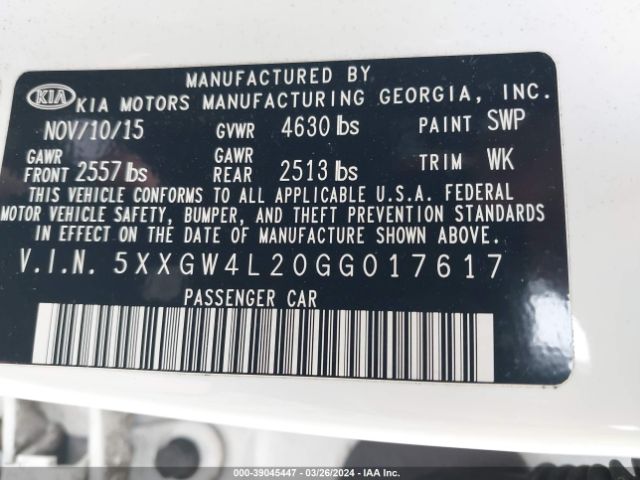 MANUFACTURED BY
KIA KIA MOTORS MANUFACTURING GEORGIA, INC.
NOV/10/15 GVWR 4630 lbs PAINT SWP
GAWR FRONT 2557 lbs GAWR REAR 2513 lbs TRIM WK
THIS VEHICLE CONFORMS TO ALL APPLICABLE U.S.A. FEDERAL
MOTOR VEHICLE SAFETY, BUMPER, AND THEFT PREVENTION STANDARDS
IN EFFECT ON THE DATE OF MANUFACTURE SHOWN ABOVE.
V.I.N. 5XXGW4L20GG017617
PASSENGER CAR
000-39045447 - 03/26/2024 - IAA Inc.